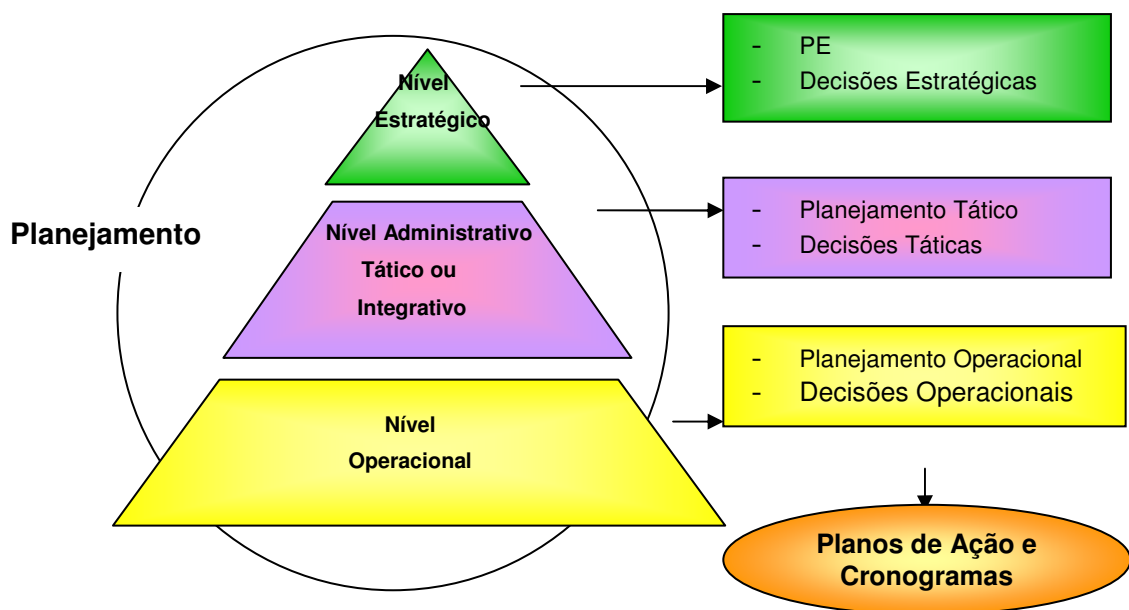 Planejamento
Nível
Estratégico
- PE
- Decisões Estratégicas
Nível Administrativo
Tático ou
Integrativo
- Planejamento Tático
- Decisões Táticas
Nível
Operacional
- Planejamento Operacional
- Decisões Operacionais
Planos de Ação e
Cronogramas